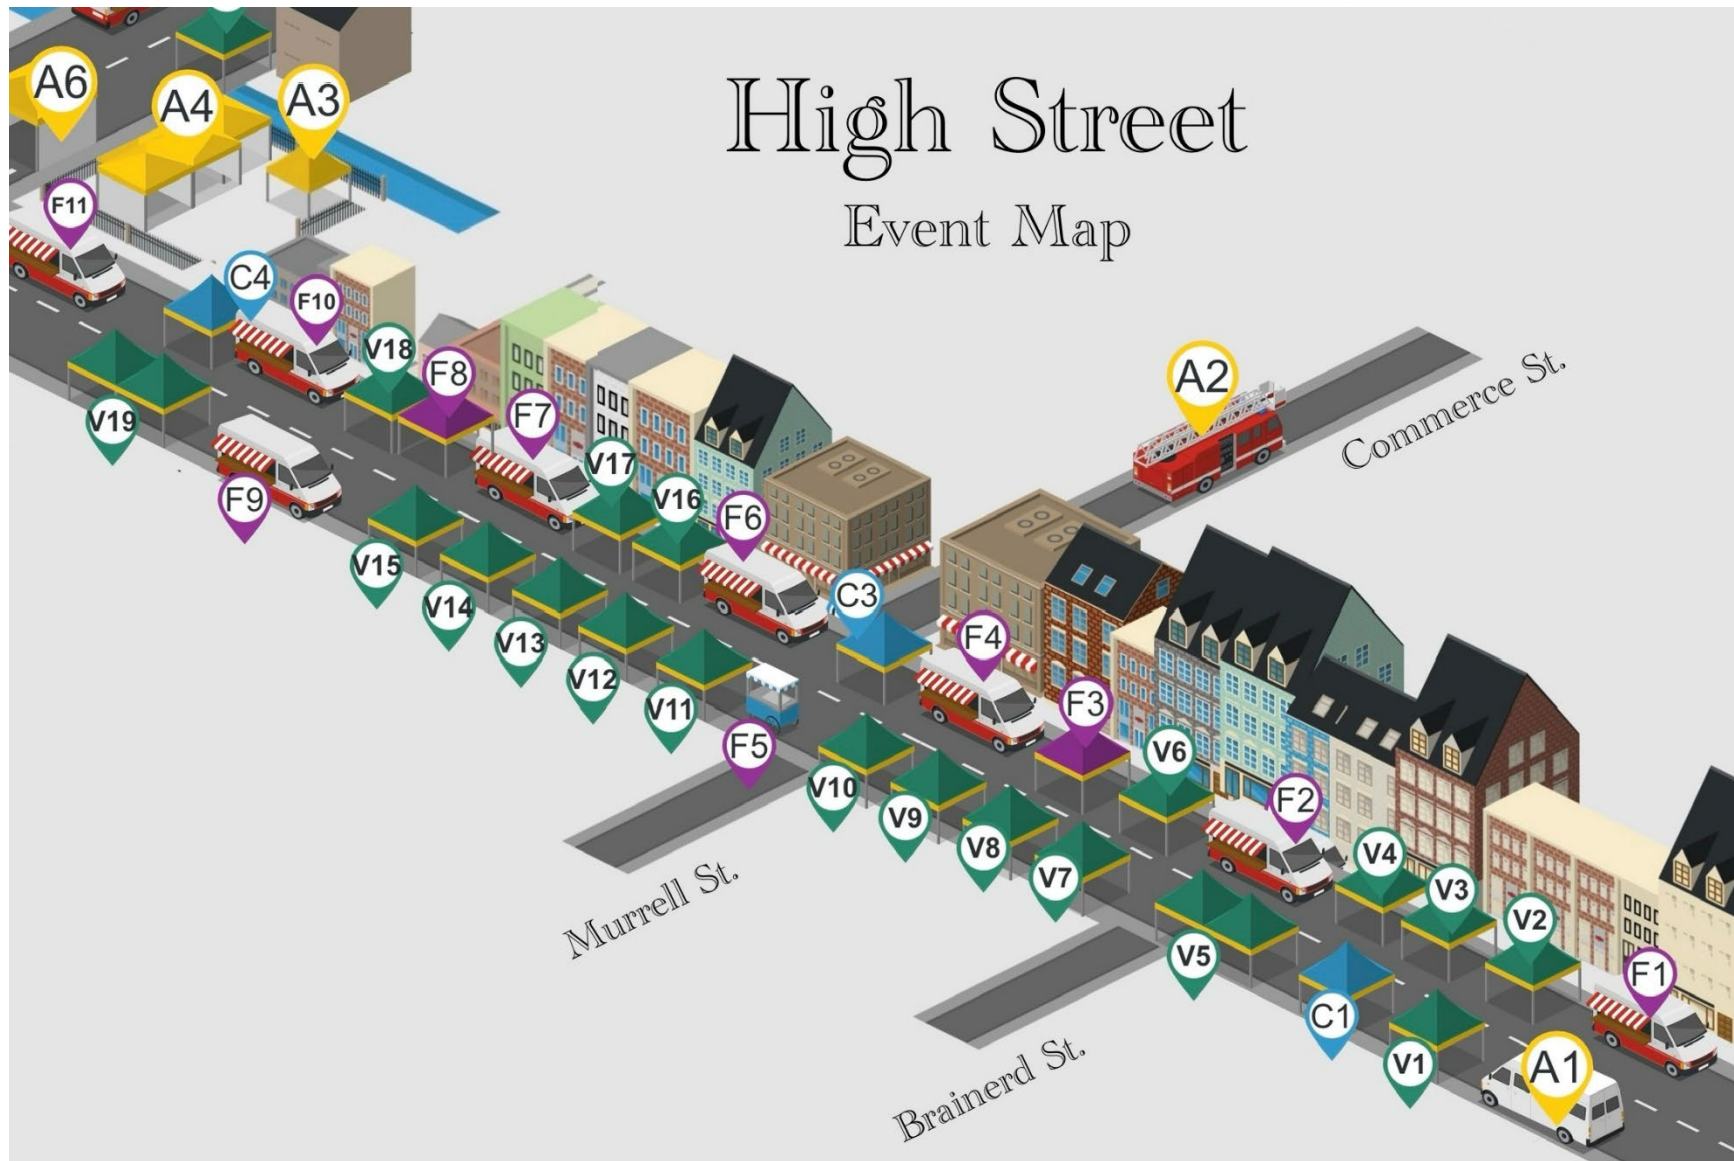 High Street
Event Map
A6
A4
A3
F11
C4
F10
V18
F8
F7
V19
F9
V17
V16
F6
A2
Commerce St.
V15
V14
V13
V12
V11
C3
F4
F5
F3
V6
V10
V9
V8
V7
F2
V4
V3
V2
Murrell St.
V5
F1
C1
V1
A1
Brainerd St.